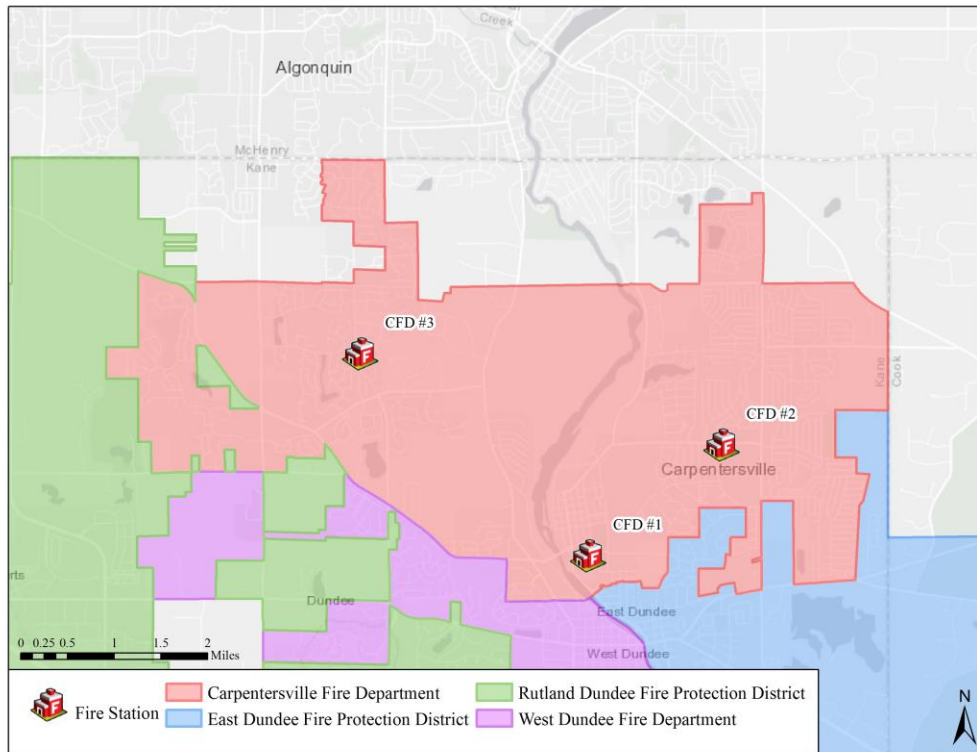 Creek
Algonquin
McHenry
Kane
CFD #3
Kane
Cook
CFD #2
Carpentersville
CFD #1
erts
Dundee
East Dundee
West Dundee
0 0.25 0.5 1 1.5 2
Miles
F Fire Station
Carpentersville Fire Department
Rutland Dundee Fire Protection District
East Dundee Fire Protection District
West Dundee Fire Department
N